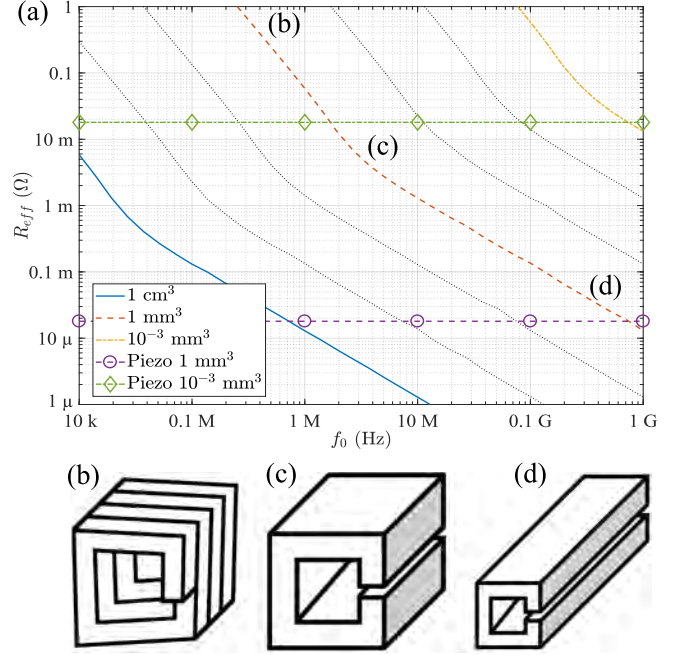 (a)
1
0.1
10 m
1 m
0.1 m
10 μ
1 μ
R_eff (Ω)
(b)
(c)
(d)
1 cm³
1 mm³
10⁻³ mm³
Piezo 1 mm³
Piezo 10⁻³ mm³
10 k 0.1 M 1 M 10 M 0.1 G 1 G
f₀ (Hz)
(b) (c) (d)